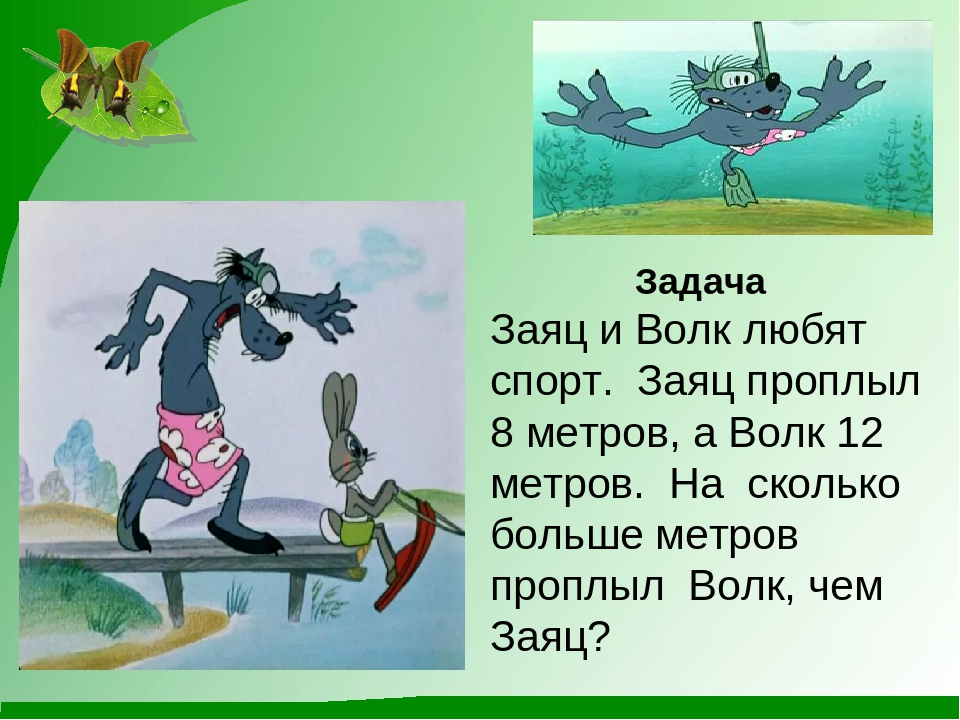 Задача
Заяц и Волк любят
спорт.  Заяц проплыл
8 метров, а Волк 12
метров.  На  сколько
больше метров
проплыл  Волк, чем
Заяц?